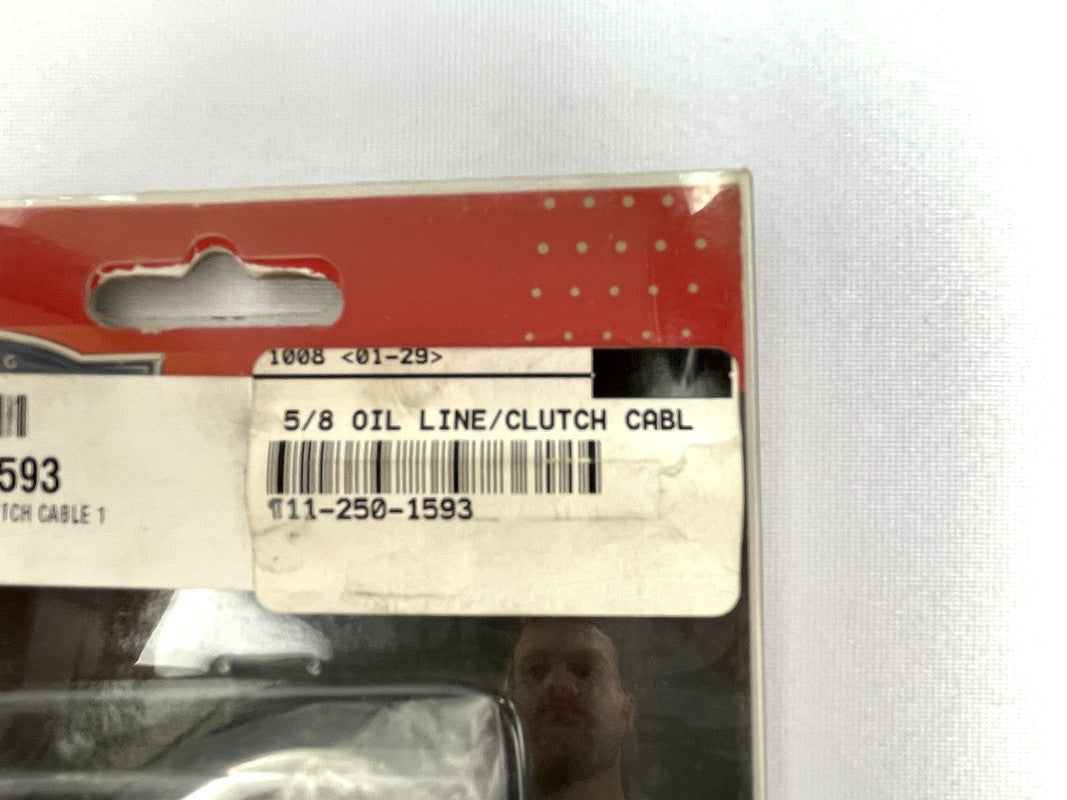 G
1008 <01-29>
5/8 OIL LINE/CLUTCH CABL
¶11-250-1593
593
TCH CABLE 1